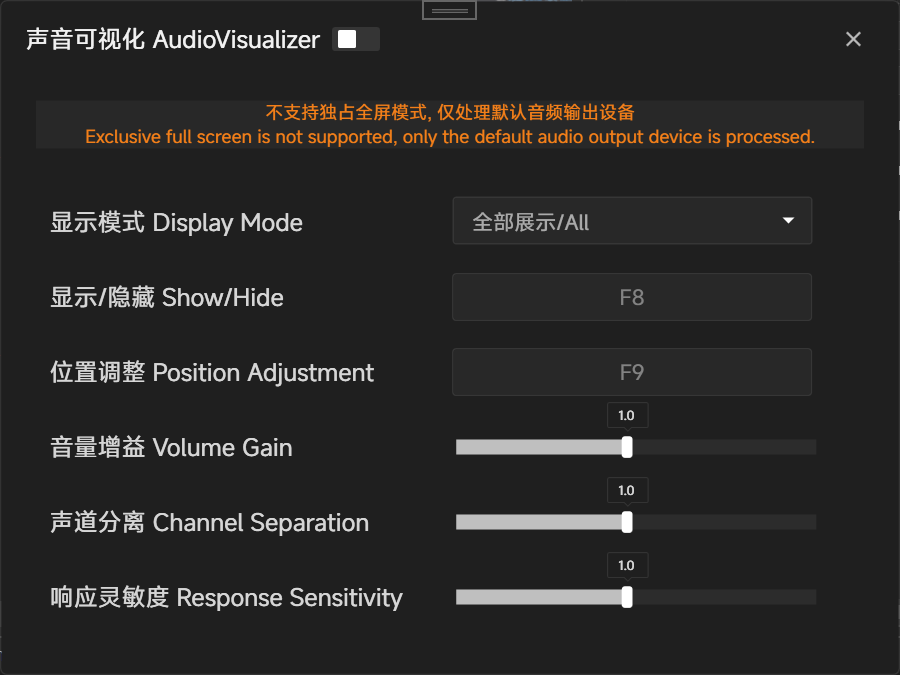 声音可视化 AudioVisualizer
不支持独占全屏模式, 仅处理默认音频输出设备
Exclusive full screen is not supported, only the default audio output device is processed.
显示模式 Display Mode
全部展示/All
显示/隐藏 Show/Hide
F8
位置调整 Position Adjustment
F9
1.0
音量增益 Volume Gain
1.0
声道分离 Channel Separation
1.0
响应灵敏度 Response Sensitivity